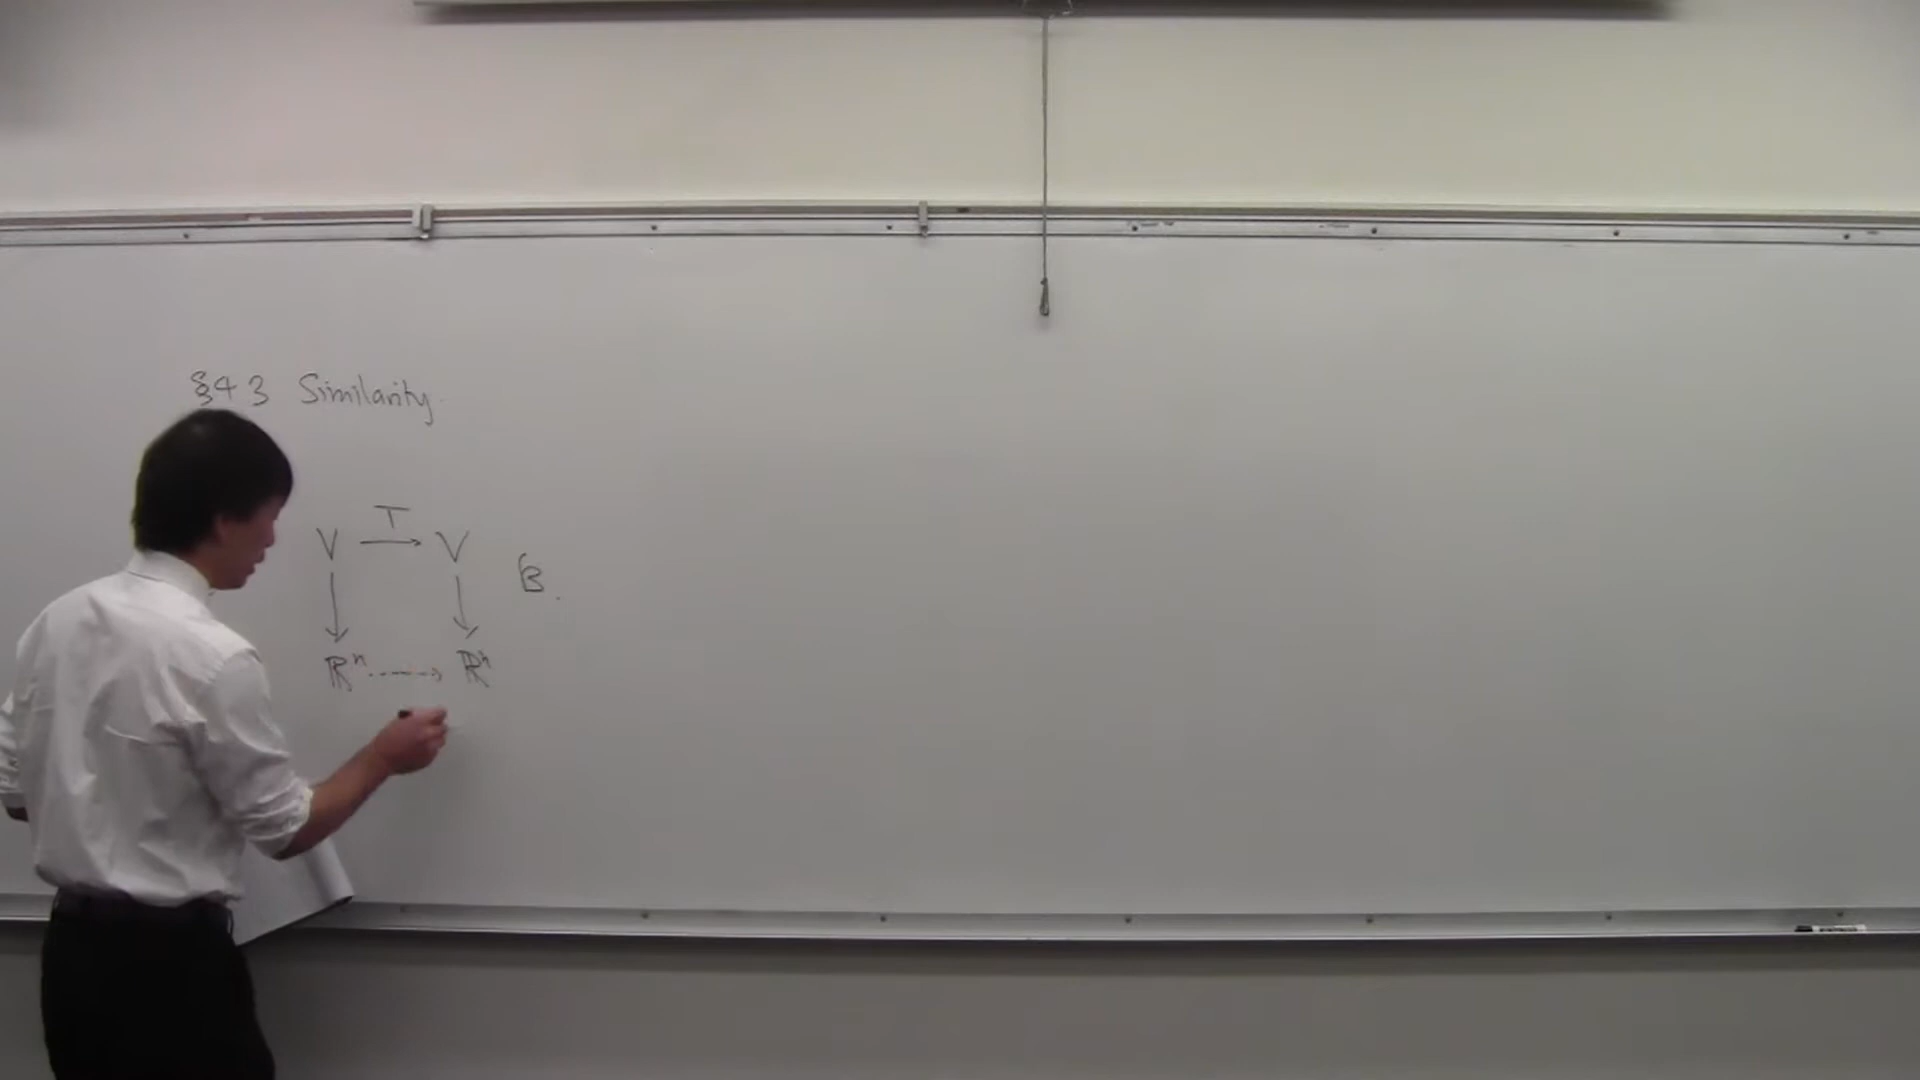 §4 3 Similarity.
T
V → V
B.
ℝⁿ ⇢ ℝⁿ